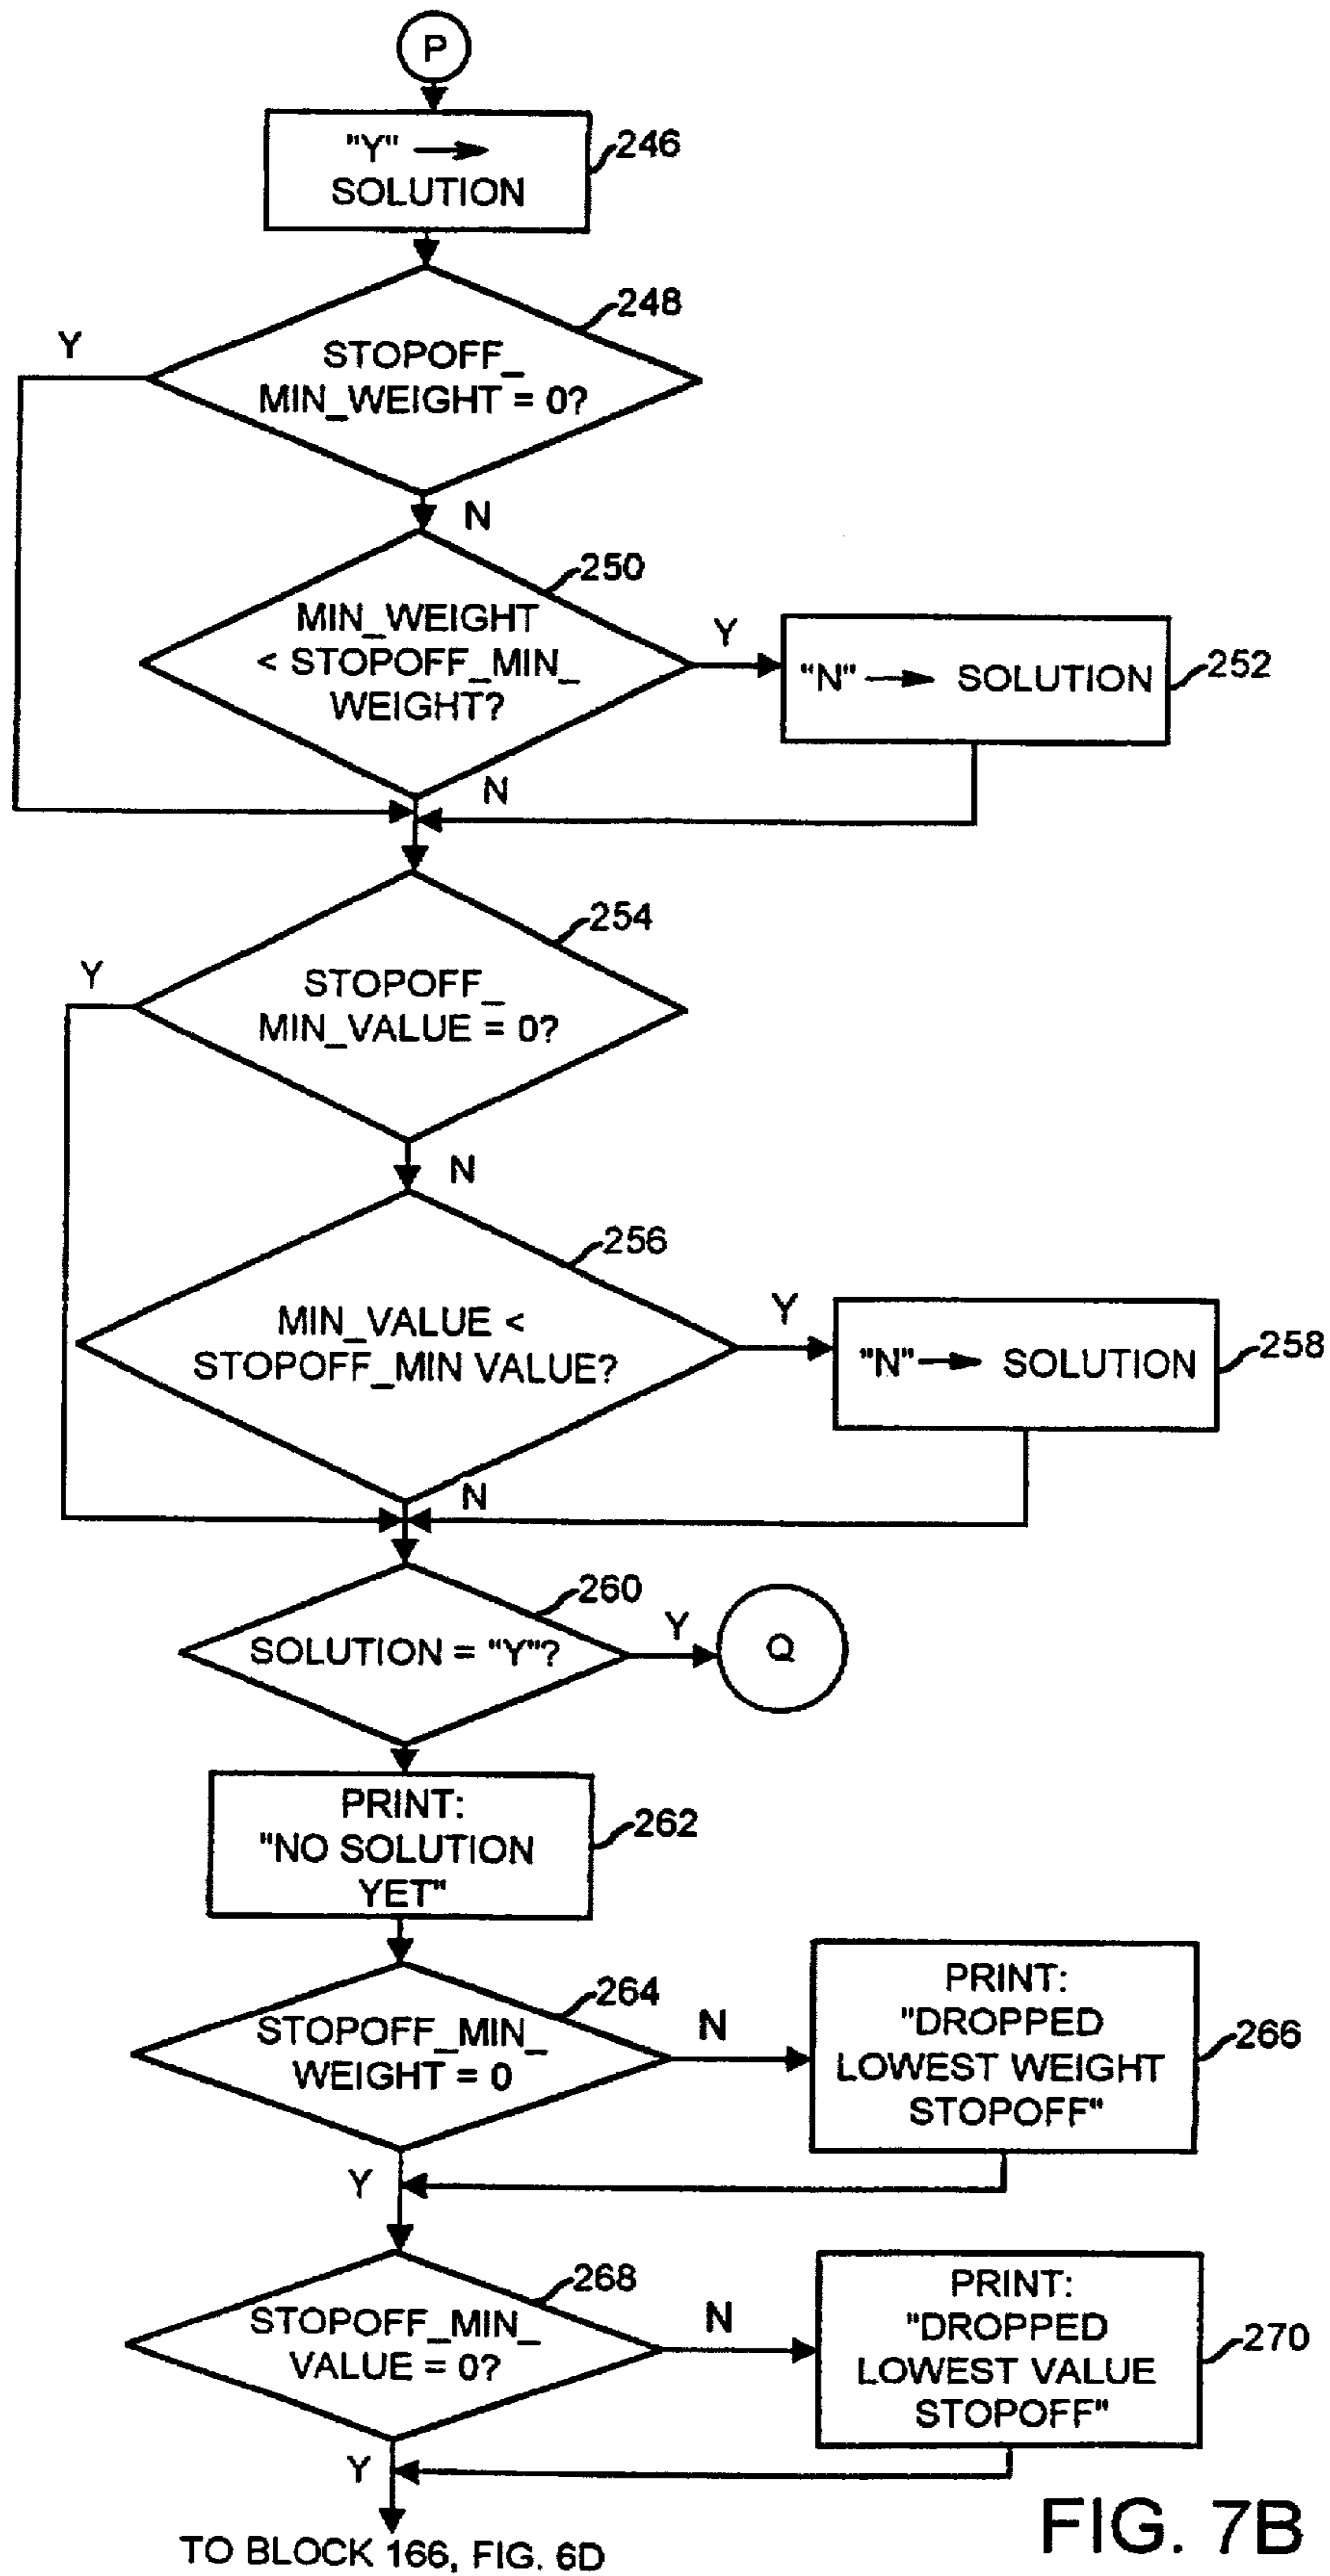 P
"Y" →
SOLUTION
246
248
Y
STOPOFF_
MIN_WEIGHT = 0?
N
250
MIN_WEIGHT
< STOPOFF_MIN_
WEIGHT?
Y
"N" → SOLUTION
252
N
254
Y
STOPOFF_
MIN_VALUE = 0?
N
256
MIN_VALUE <
STOPOFF_MIN VALUE?
Y
"N" → SOLUTION
258
N
260
SOLUTION = "Y"?
Y
Q
PRINT:
"NO SOLUTION
YET"
262
264
STOPOFF_MIN_
WEIGHT = 0
N
PRINT:
"DROPPED
LOWEST WEIGHT
STOPOFF"
266
Y
268
STOPOFF_MIN_
VALUE = 0?
N
PRINT:
"DROPPED
LOWEST VALUE
STOPOFF"
270
Y
TO BLOCK 166, FIG. 6D
FIG. 7B